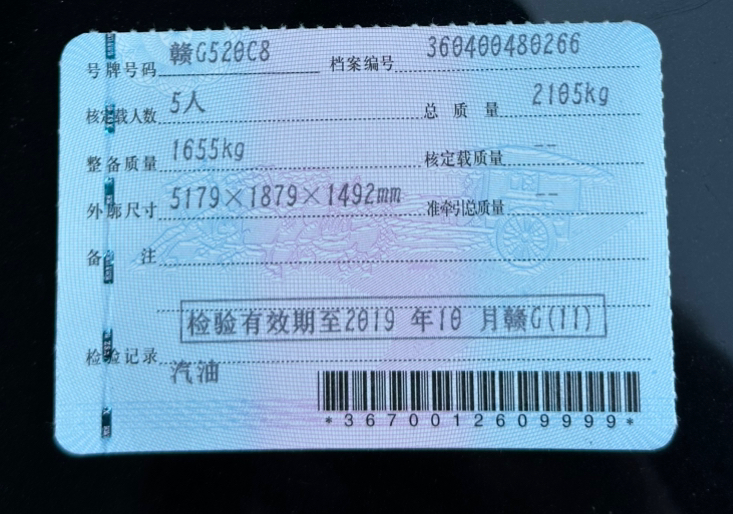 号牌号码 赣G520C8 档案编号 360400480266
核定载人数 5人 总质量 2105kg
整备质量 1655kg 核定载质量 --
外廓尺寸 5179×1879×1492mm 准牵引总质量 --
备注
检验有效期至2019 年10 月赣G(11)
检验记录
汽油
*3670012609999*